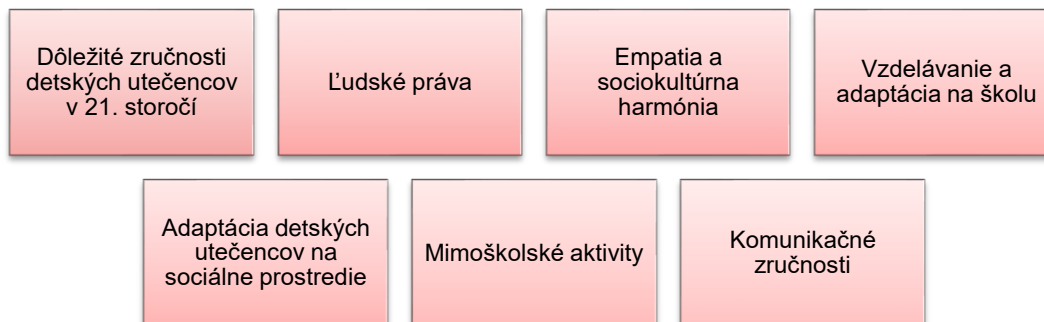 Dôležité zručnosti
detských utečencov
v 21. storočí
Ľudské práva
Empatia a
sociokultúrna
harmónia
Vzdelávanie a
adaptácia na školu
Adaptácia detských
utečencov na
sociálne prostredie
Mimoškolské aktivity
Komunikačné
zručnosti